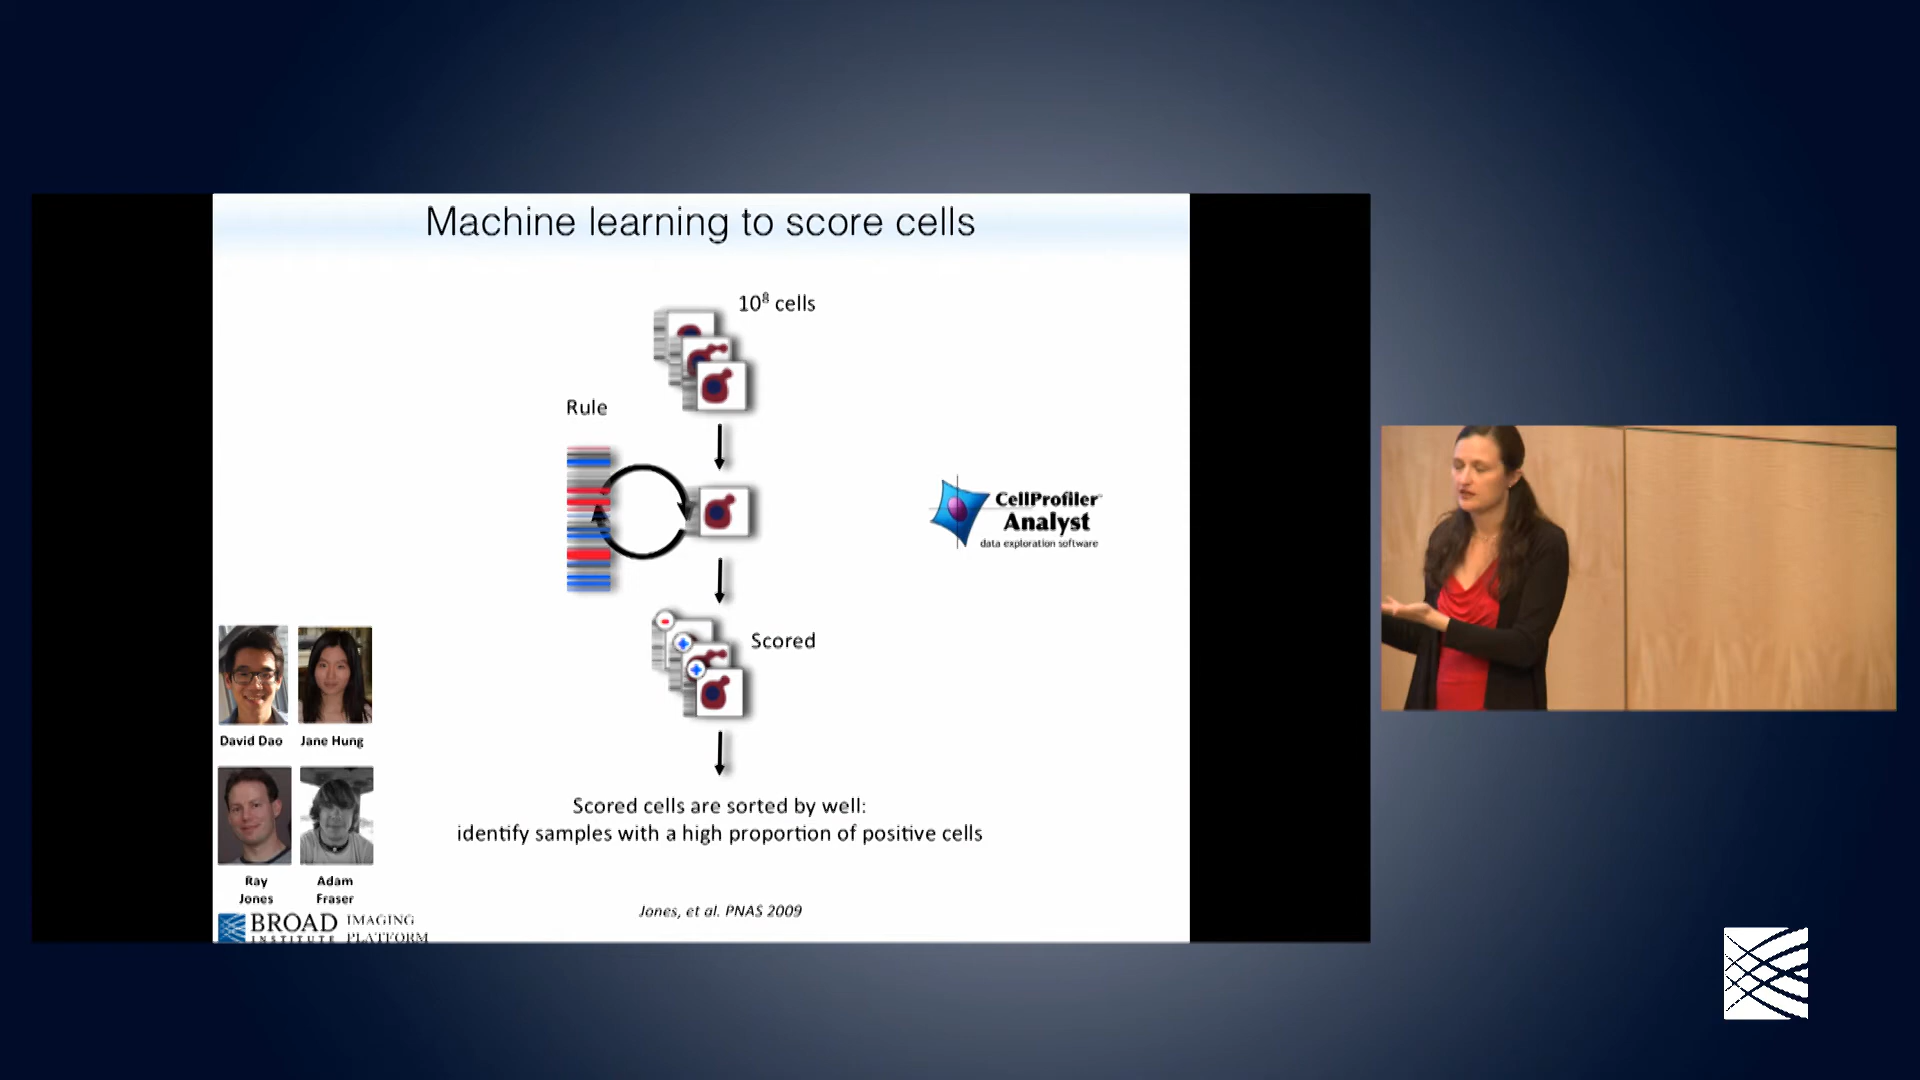 Machine learning to score cells
10⁸ cells
Rule
CellProfiler
Analyst
data exploration software
Scored
David Dao
Jane Hung
Scored cells are sorted by well:
identify samples with a high proportion of positive cells
Ray
Jones
Adam
Fraser
Jones, et al. PNAS 2009
BROAD
INSTITUTE
IMAGING
PLATFORM